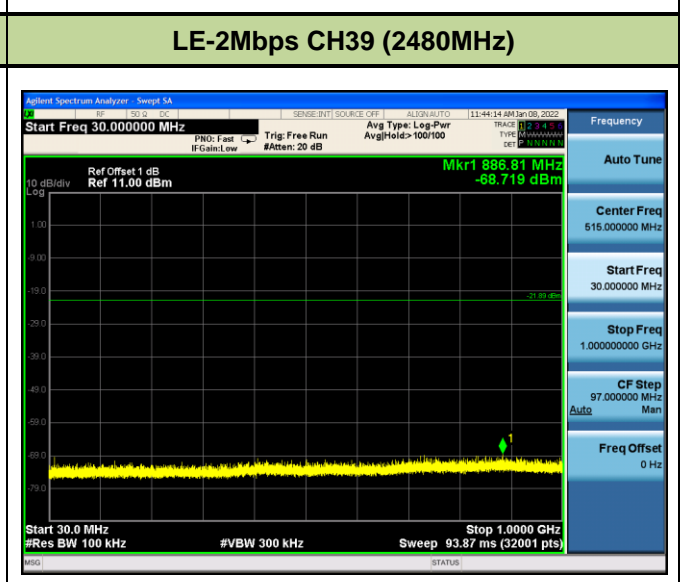 LE-2Mbps CH39 (2480MHz)
Agilent Spectrum Analyzer - Swept SA
RF 50 Ω DC SENSE:INT SOURCE OFF ALIGN AUTO 11:44:14 AM Jan 08, 2022
Start Freq 30.000000 MHz
PNO: Fast
IFGain:Low
Trig: Free Run
#Atten: 20 dB
Avg Type: Log-Pwr
Avg|Hold:> 100/100
TRACE 1 2 3 4 5 6
TYPE M
DET P N N N N N
Ref Offset 1 dB
10 dB/div Ref 11.00 dBm
Log
Mkr1 886.81 MHz
-68.719 dBm
1.00
-9.00
-19.0
-21.89 dBm
-29.0
-39.0
-49.0
-59.0
-69.0
-79.0
1
Start 30.0 MHz Stop 1.0000 GHz
#Res BW 100 kHz #VBW 300 kHz Sweep 93.87 ms (32001 pts)
MSG STATUS
Frequency
Auto Tune
Center Freq
515.000000 MHz
Start Freq
30.000000 MHz
Stop Freq
1.000000000 GHz
CF Step
97.000000 MHz
Auto Man
Freq Offset
0 Hz